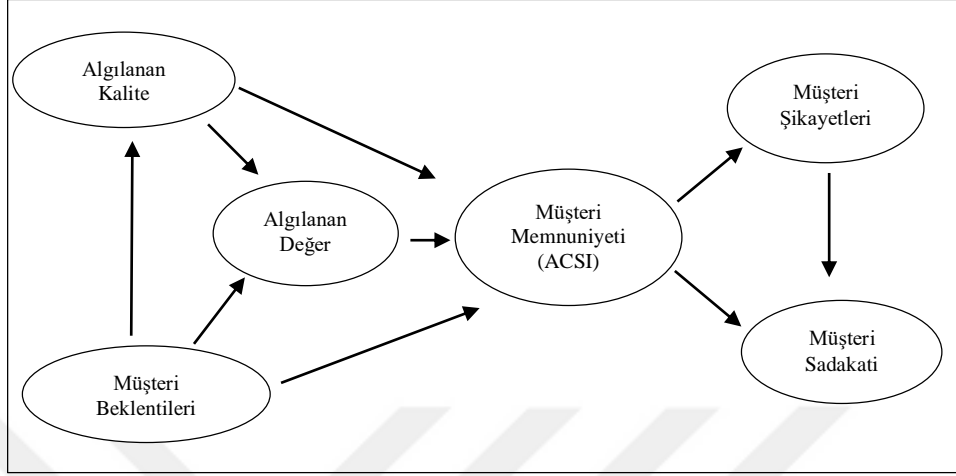 Algılanan
Kalite
Müşteri
Şikayetleri
Algılanan
Değer
Müşteri
Memnuniyeti
(ACSI)
Müşteri
Beklentileri
Müşteri
Sadakati